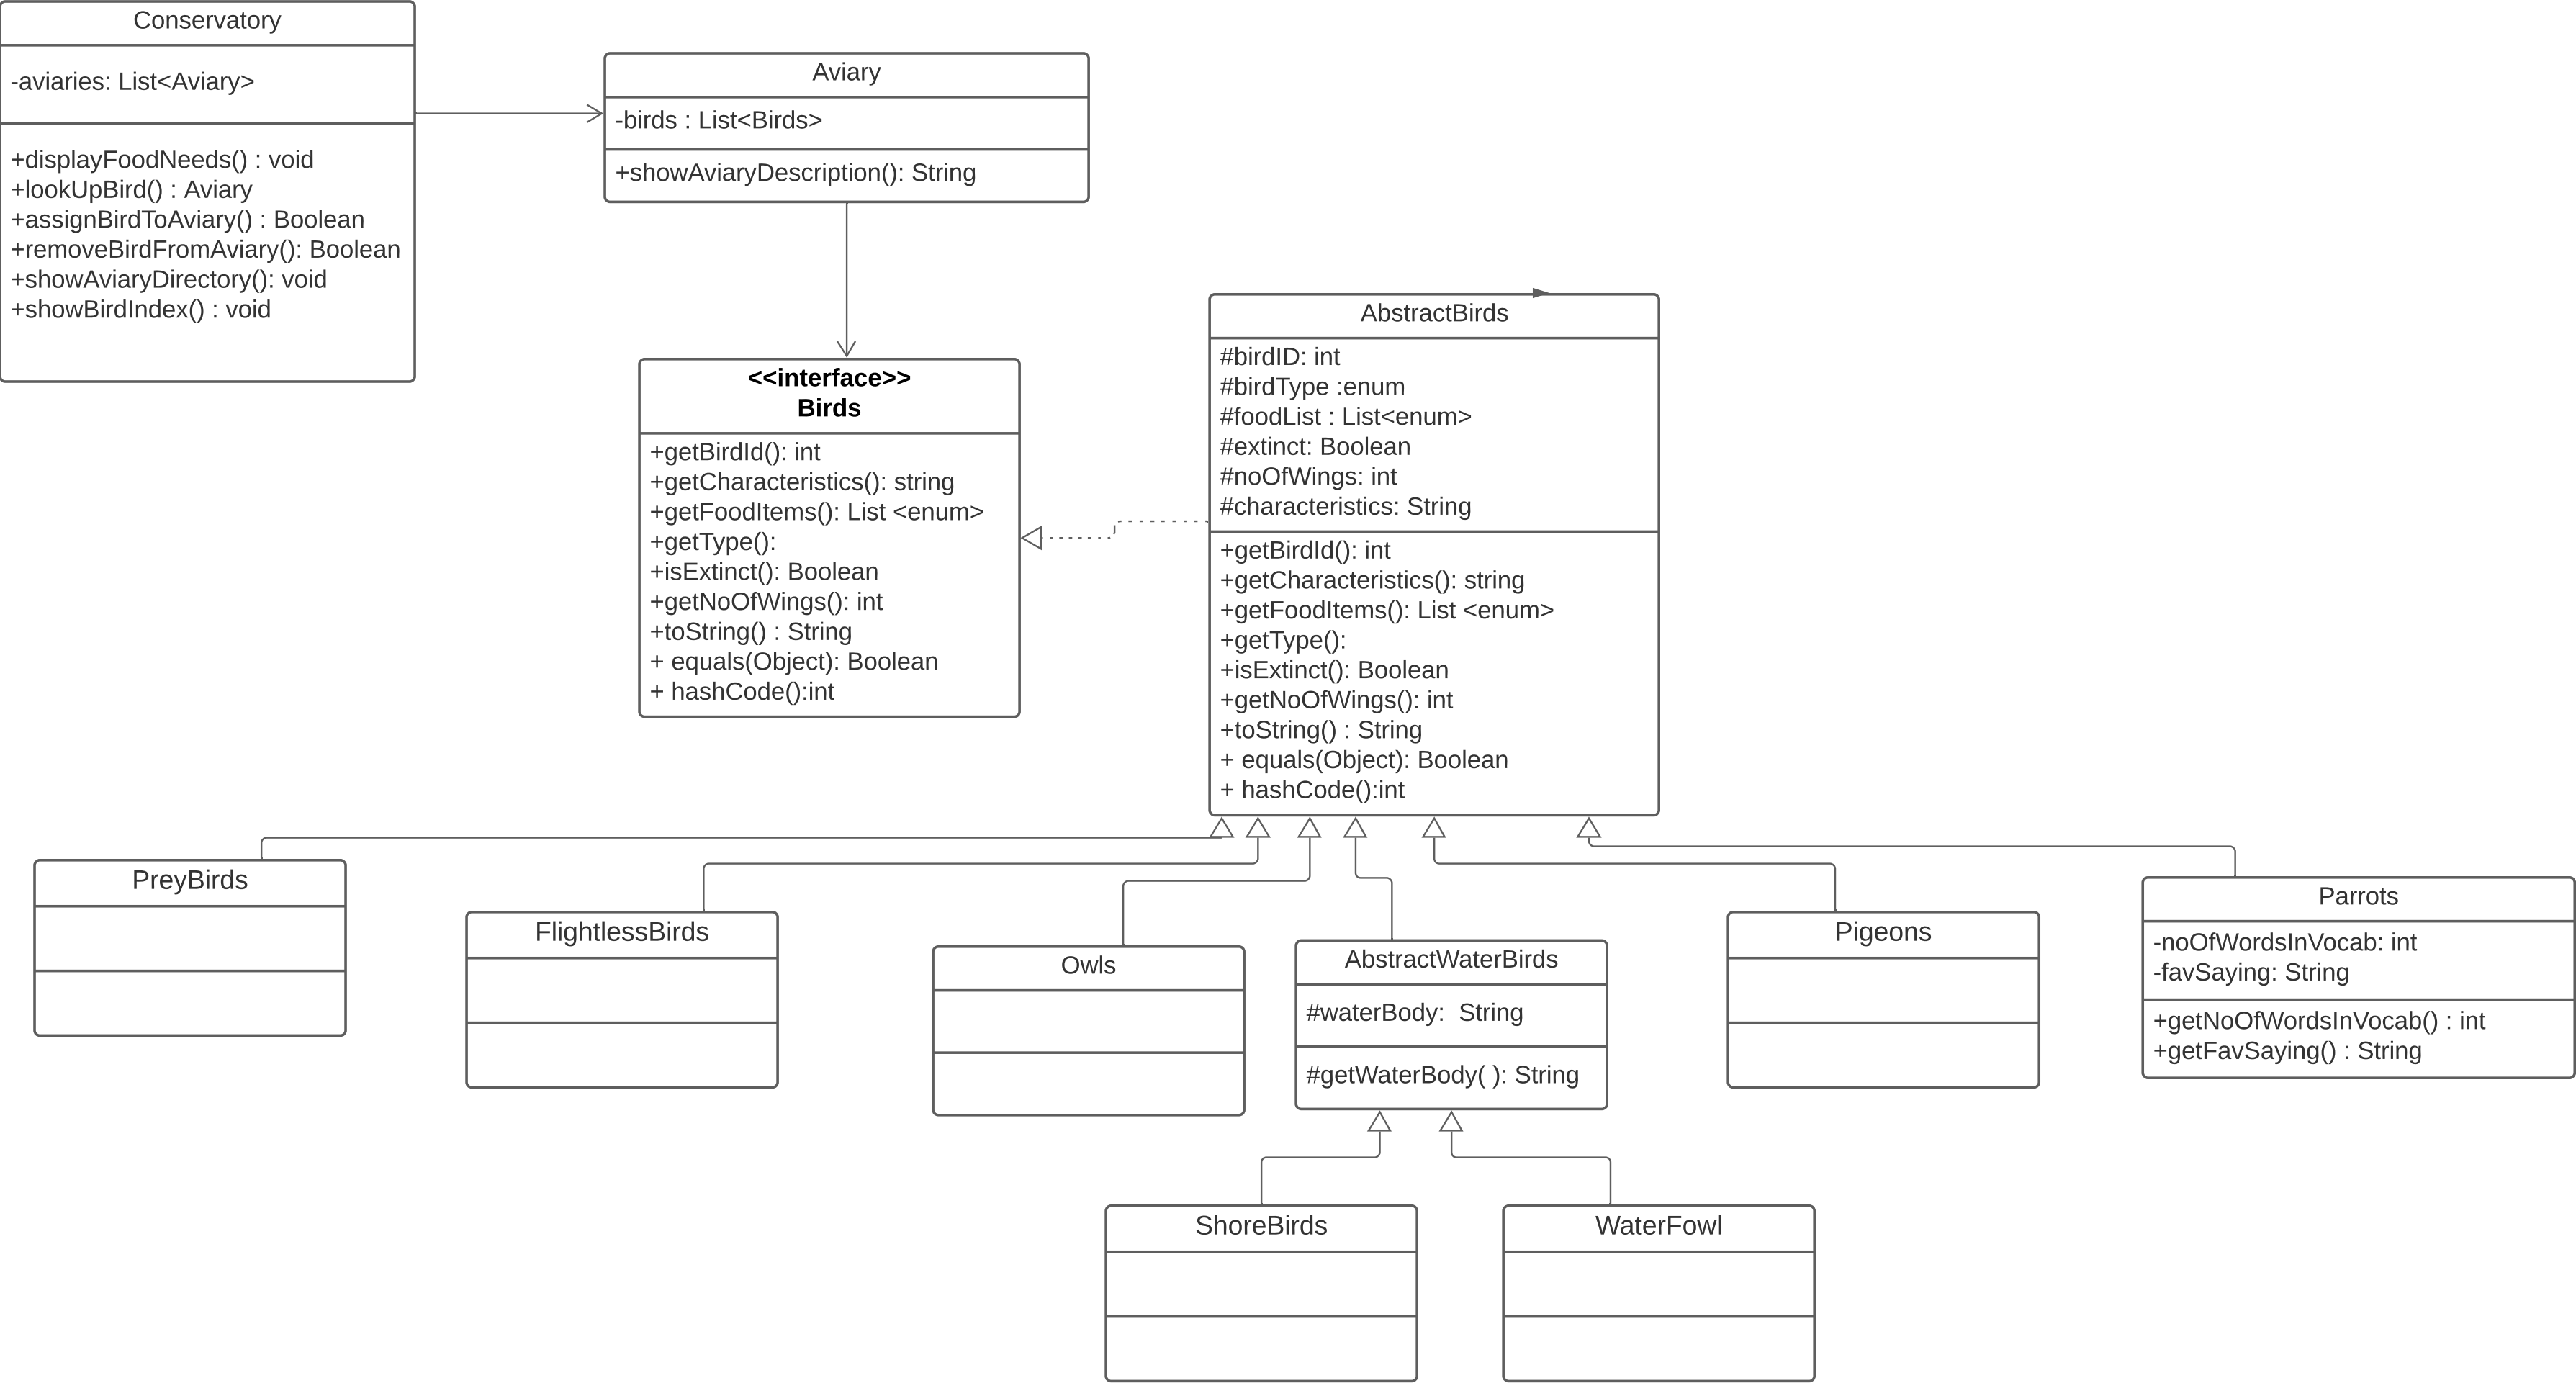 Conservatory
-aviaries: List<Aviary>
+displayFoodNeeds() : void
+lookUpBird() : Aviary
+assignBirdToAviary() : Boolean
+removeBirdFromAviary(): Boolean
+showAviaryDirectory(): void
+showBirdIndex() : void
Aviary
-birds : List<Birds>
+showAviaryDescription(): String
<<interface>>
Birds
+getBirdId(): int
+getCharacteristics(): string
+getFoodItems(): List <enum>
+getType():
+isExtinct(): Boolean
+getNoOfWings(): int
+toString() : String
+ equals(Object): Boolean
+ hashCode():int
AbstractBirds
#birdID: int
#birdType :enum
#foodList : List<enum>
#extinct: Boolean
#noOfWings: int
#characteristics: String
+getBirdId(): int
+getCharacteristics(): string
+getFoodItems(): List <enum>
+getType():
+isExtinct(): Boolean
+getNoOfWings(): int
+toString() : String
+ equals(Object): Boolean
+ hashCode():int
PreyBirds
FlightlessBirds
Owls
AbstractWaterBirds
#waterBody:  String
#getWaterBody( ): String
Pigeons
Parrots
-noOfWordsInVocab: int
-favSaying: String
+getNoOfWordsInVocab() : int
+getFavSaying() : String
ShoreBirds
WaterFowl